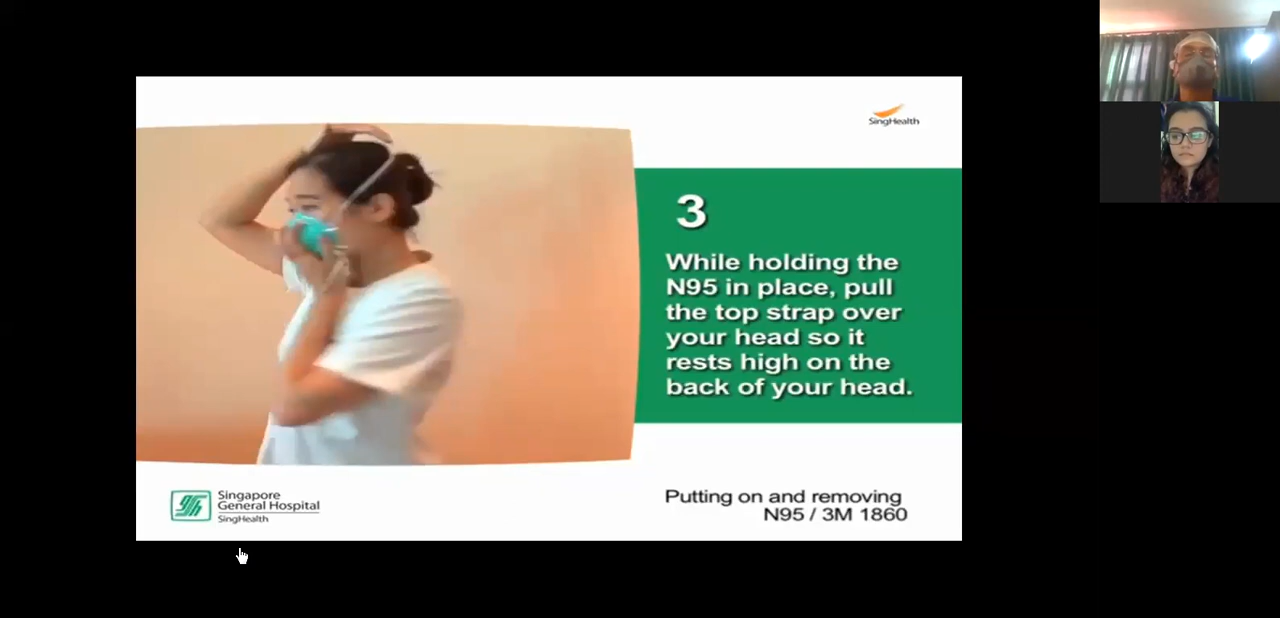 SingHealth
3
While holding the
N95 in place, pull
the top strap over
your head so it
rests high on the
back of your head.
Singapore
General Hospital
SingHealth
Putting on and removing
N95 / 3M 1860